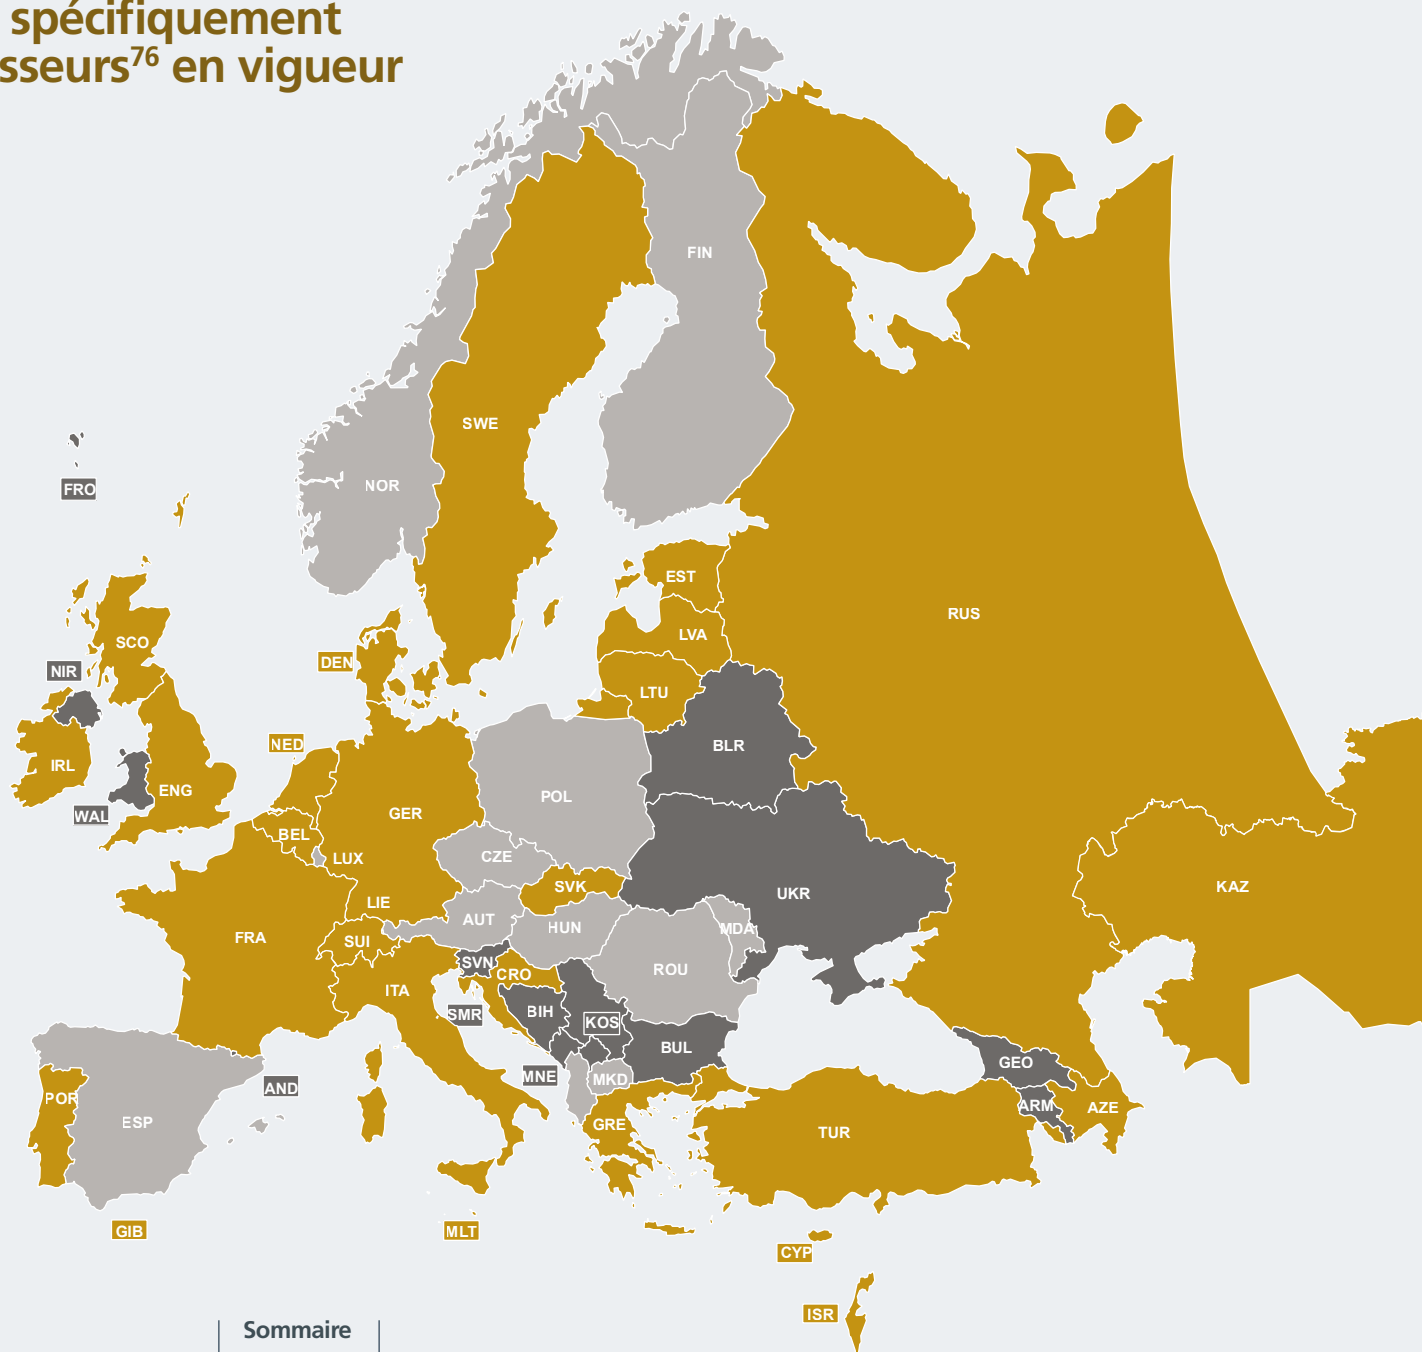 spécifiquement
sseurs76 en vigueur
FIN
SWE
NOR
FRO
EST
RUS
SCO
LVA
DEN
NIR
LTU
NED
BLR
IRL
ENG
POL
GER
WAL
BEL
CZE
LUX
SVK
KAZ
UKR
LIE
AUT
HUN
MDA
FRA
SUI
SVN
ROU
CRO
ITA
BIH
SMR
KOS
BUL
GEO
MNE
MKD
AND
POR
ARM
AZE
ESP
GRE
TUR
GIB
MLT
CYP
ISR
Sommaire